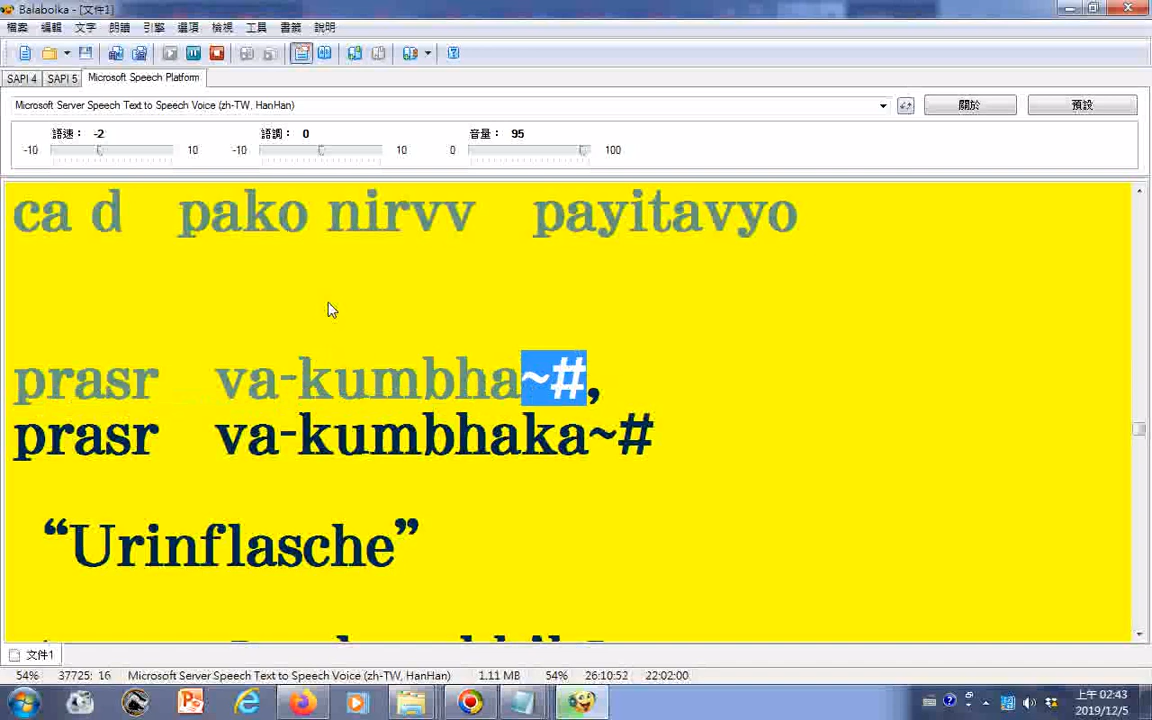 Balabolka - [文件1]
檔案 編輯 文字 朗讀 引擎 選項 檢視 工具 書籤 說明
SAPI 4 SAPI 5 Microsoft Speech Platform
Microsoft Server Speech Text to Speech Voice (zh-TW, HanHan) 關於 預設
語速: -2 語調: 0 音量: 95
-10 10 -10 10 0 100
ca d pako nirvv payitavyo
prasr va-kumbha~#,
prasr va-kumbhaka~#
“Urinflasche”
文件1
54% 37725: 16 Microsoft Server Speech Text to Speech Voice (zh-TW, HanHan) 1.11 MB 54% 26:10:52 22:02:00
上午 02:43
2019/12/5